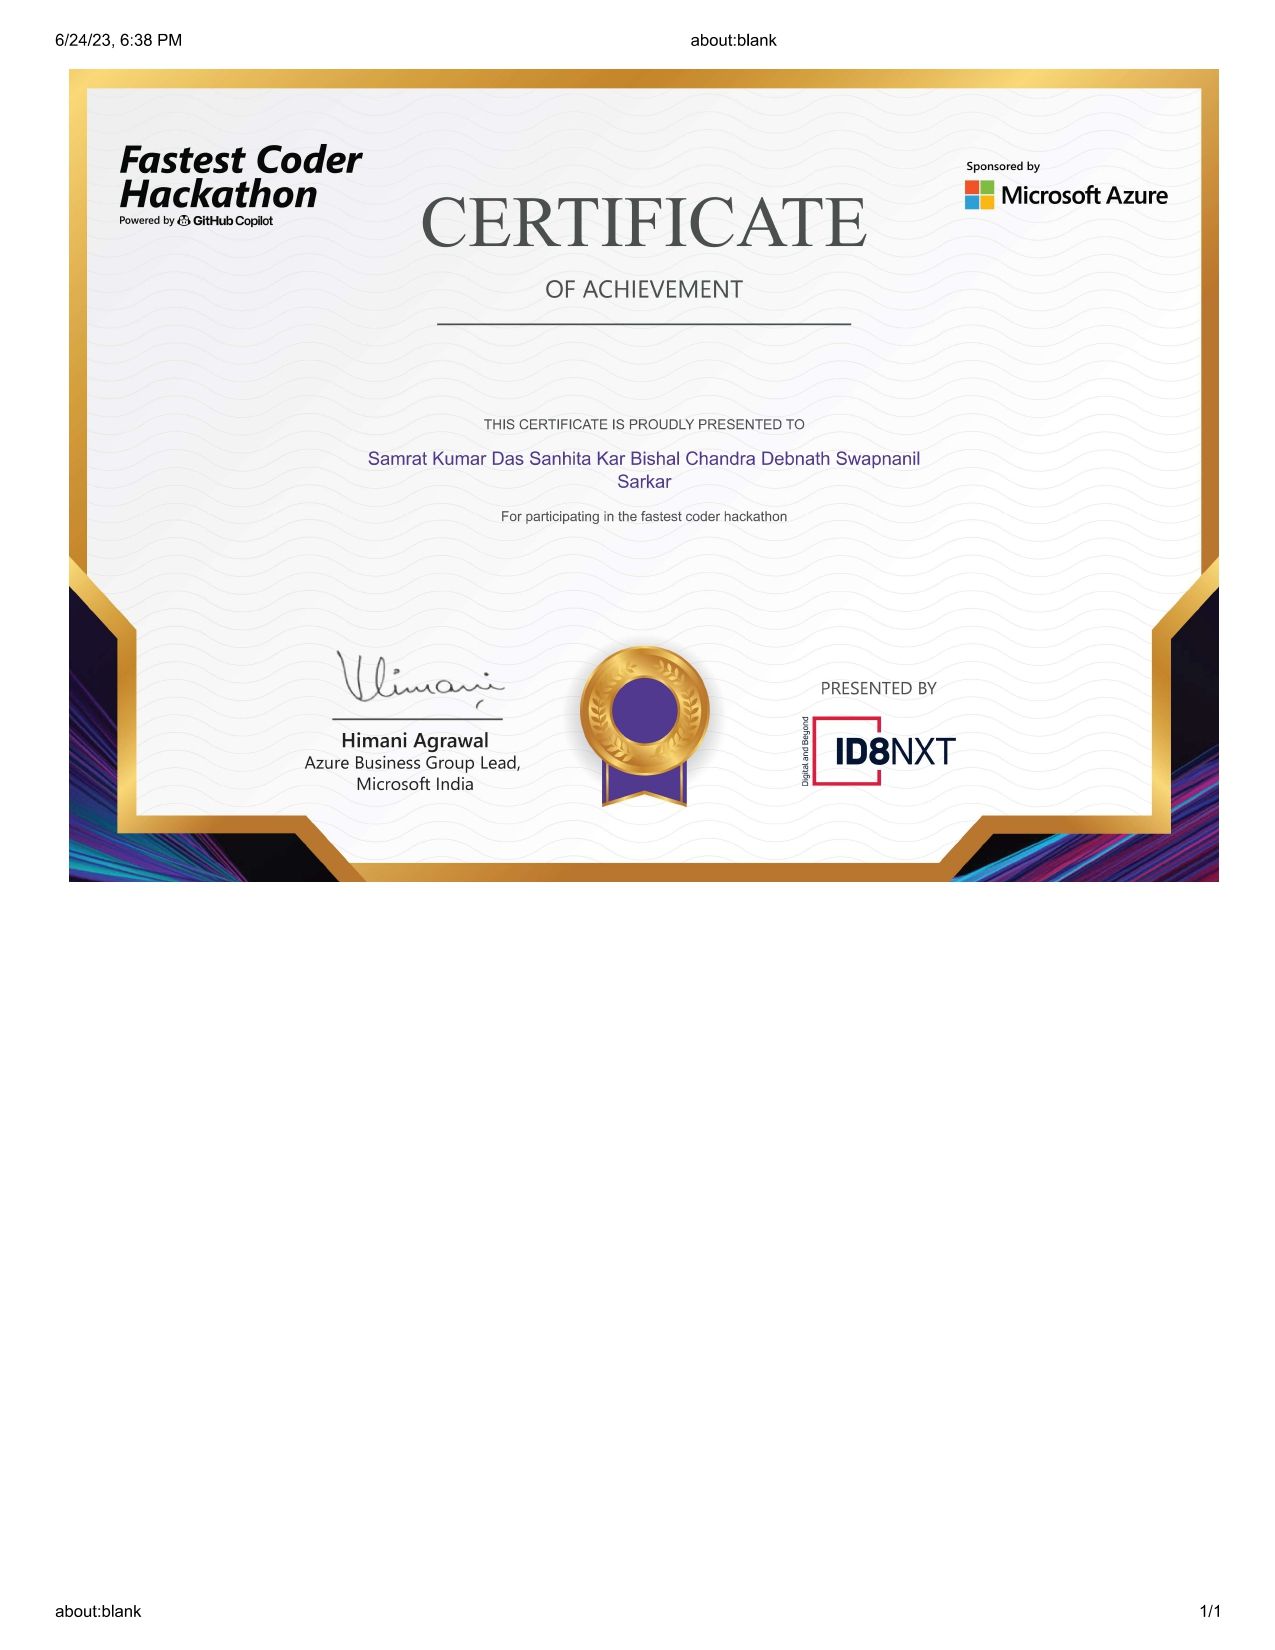 6/24/23, 6:38 PM
about:blank
Fastest Coder
Hackathon
Powered by GitHub Copilot
Sponsored by
Microsoft Azure
CERTIFICATE
OF ACHIEVEMENT
THIS CERTIFICATE IS PROUDLY PRESENTED TO
Samrat Kumar Das Sanhita Kar Bishal Chandra Debnath Swapnanil
Sarkar
For participating in the fastest coder hackathon
Himani
Himani Agrawal
Azure Business Group Lead,
Microsoft India
PRESENTED BY
Digital and Beyond
ID8NXT
about:blank
1/1